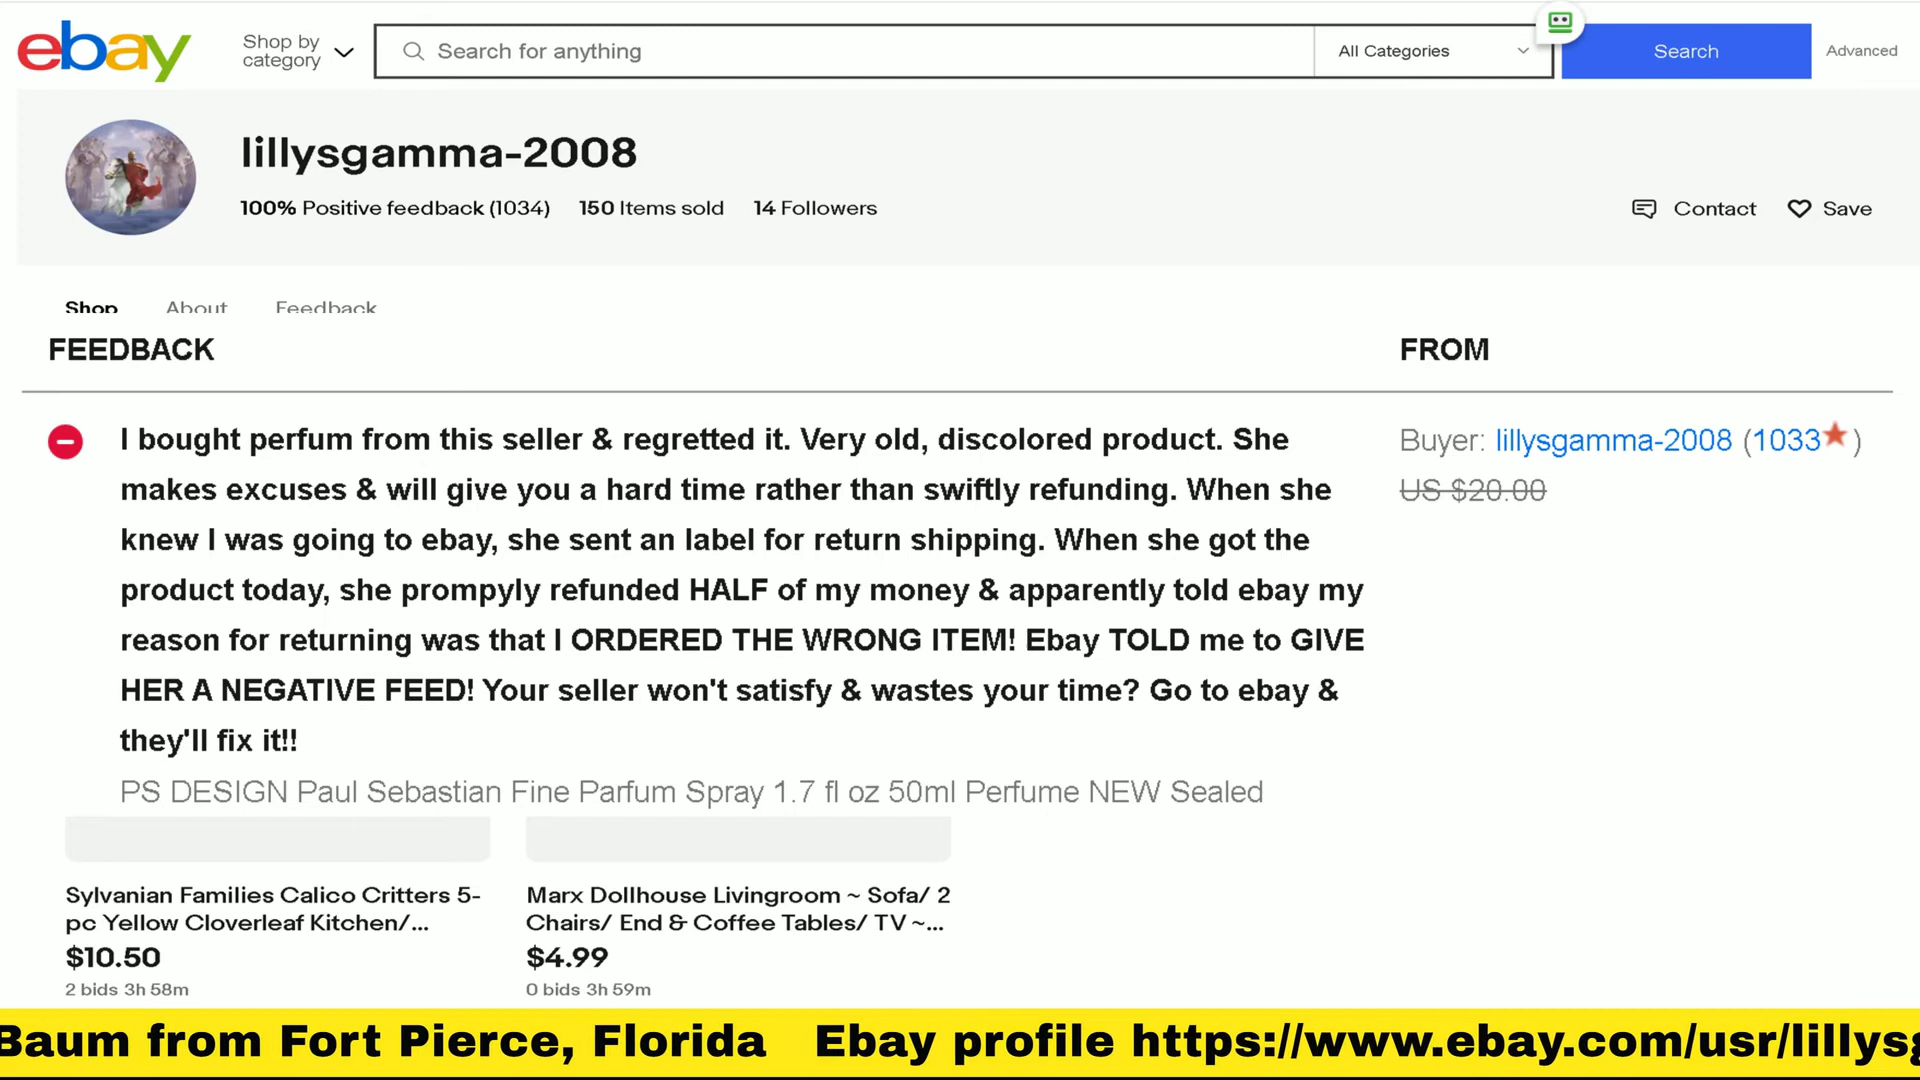 ebay
Shop by
category
Search for anything
All Categories
Search
Advanced
lillysgamma-2008
100% Positive feedback (1034) 150 Items sold 14 Followers
Contact
Save
Shop About Feedback
FEEDBACK
FROM
I bought perfum from this seller & regretted it. Very old, discolored product. She
makes excuses & will give you a hard time rather than swiftly refunding. When she
knew I was going to ebay, she sent an label for return shipping. When she got the
product today, she prompyly refunded HALF of my money & apparently told ebay my
reason for returning was that I ORDERED THE WRONG ITEM! Ebay TOLD me to GIVE
HER A NEGATIVE FEED! Your seller won't satisfy & wastes your time? Go to ebay &
they'll fix it!!
PS DESIGN Paul Sebastian Fine Parfum Spray 1.7 fl oz 50ml Perfume NEW Sealed
Buyer: lillysgamma-2008 (1033)
US $20.00
Sylvanian Families Calico Critters 5-
pc Yellow Cloverleaf Kitchen/...
$10.50
2 bids 3h 58m
Marx Dollhouse Livingroom ~ Sofa/ 2
Chairs/ End & Coffee Tables/ TV ~...
$4.99
0 bids 3h 59m
Baum from Fort Pierce, Florida Ebay profile https://www.ebay.com/usr/lillysg